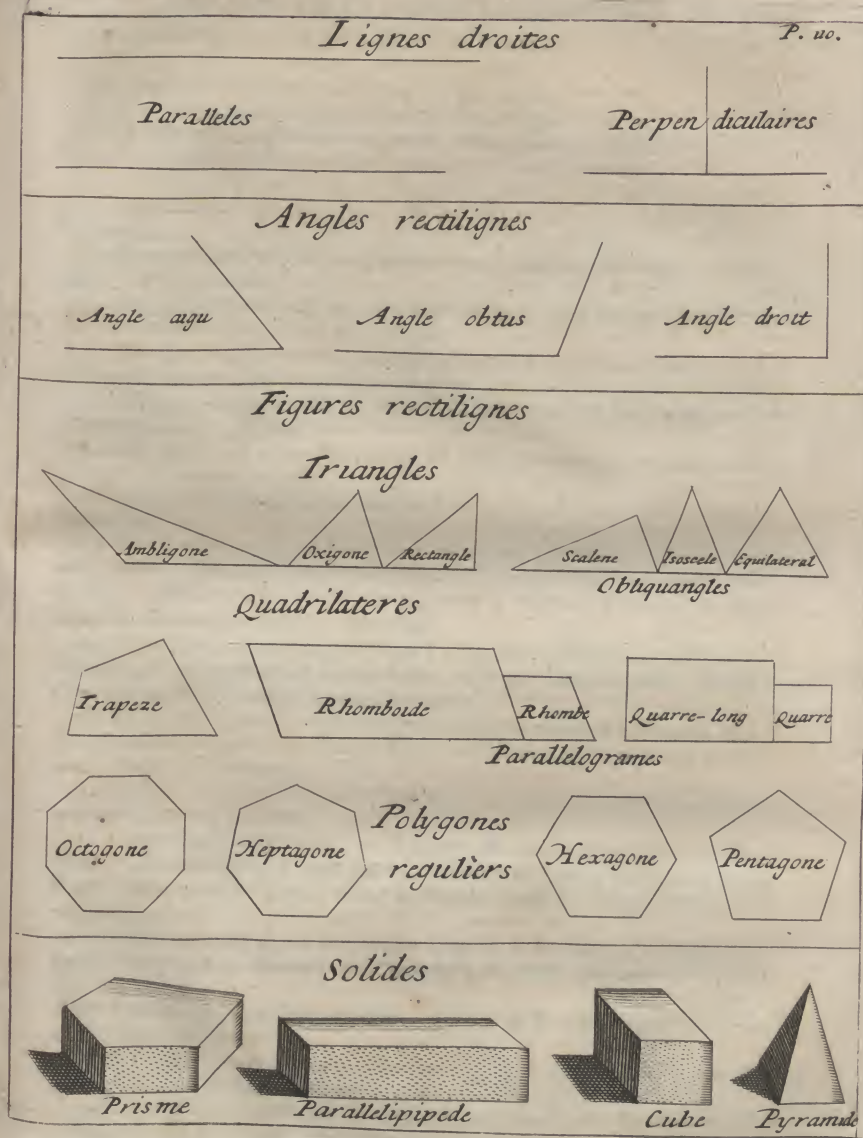 Lignes droites
P. 110.
Paralleles
Perpendiculaires
Angles rectilignes
Angle aigu
Angle obtus
Angle droit
Figures rectilignes
Triangles
Ambligone
Oxigone
Rectangle
Scalene
Isoscele
Equilateral
Obliquangles
Quadrilateres
Trapeze
Rhomboide
Rhombe
Quarre-long
Quarre
Parallelogrames
Octogone
Heptagone
Polygones
reguliers
Hexagone
Pentagone
Solides
Prisme
Parallelipipede
Cube
Pyramide